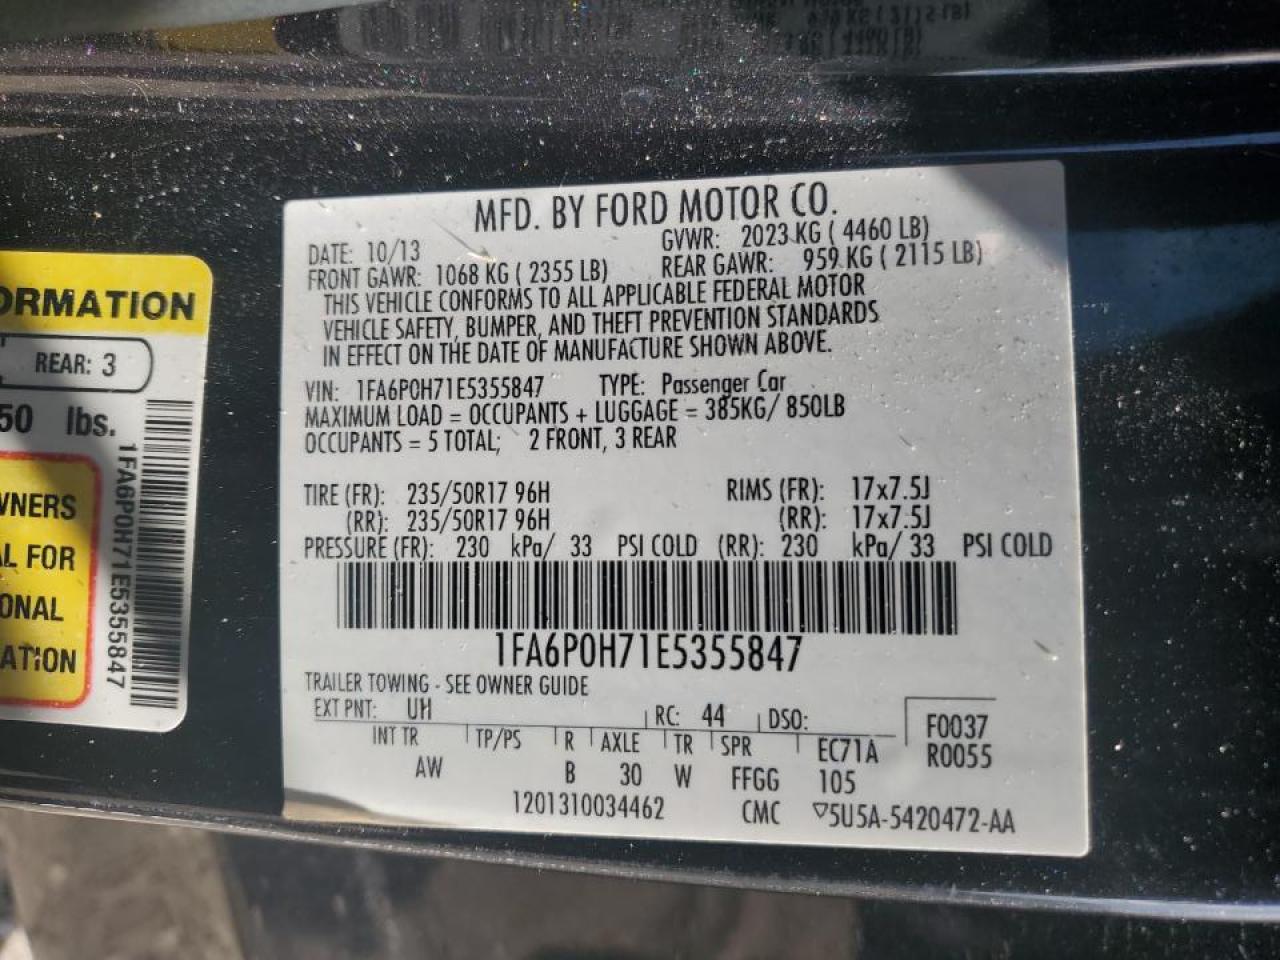 MFD. BY FORD MOTOR CO.
DATE: 10/13 GVWR: 2023 KG ( 4460 LB)
FRONT GAWR: 1068 KG ( 2355 LB) REAR GAWR: 959 KG ( 2115 LB)
THIS VEHICLE CONFORMS TO ALL APPLICABLE FEDERAL MOTOR
VEHICLE SAFETY, BUMPER, AND THEFT PREVENTION STANDARDS
IN EFFECT ON THE DATE OF MANUFACTURE SHOWN ABOVE.
VIN: 1FA6P0H71E5355847 TYPE: Passenger Car
MAXIMUM LOAD = OCCUPANTS + LUGGAGE = 385KG/ 850LB
OCCUPANTS = 5 TOTAL; 2 FRONT, 3 REAR
TIRE (FR): 235/50R17 96H RIMS (FR): 17x7.5J
(RR): 235/50R17 96H (RR): 17x7.5J
PRESSURE (FR): 230 kPa/ 33 PSI COLD (RR): 230 kPa/ 33 PSI COLD
1FA6P0H71E5355847
TRAILER TOWING - SEE OWNER GUIDE
EXT PNT: UH RC: 44 DSO: F0037
INT TR TP/PS R AXLE TR SPR EC71A R0055
AW B 30 W FFGG 105
1201310034462 CMC ▽5U5A-5420472-AA
ORMATION
REAR: 3
50 lbs.
WNERS
AL FOR
ONAL
ATION
1FA6P0H71E5355847